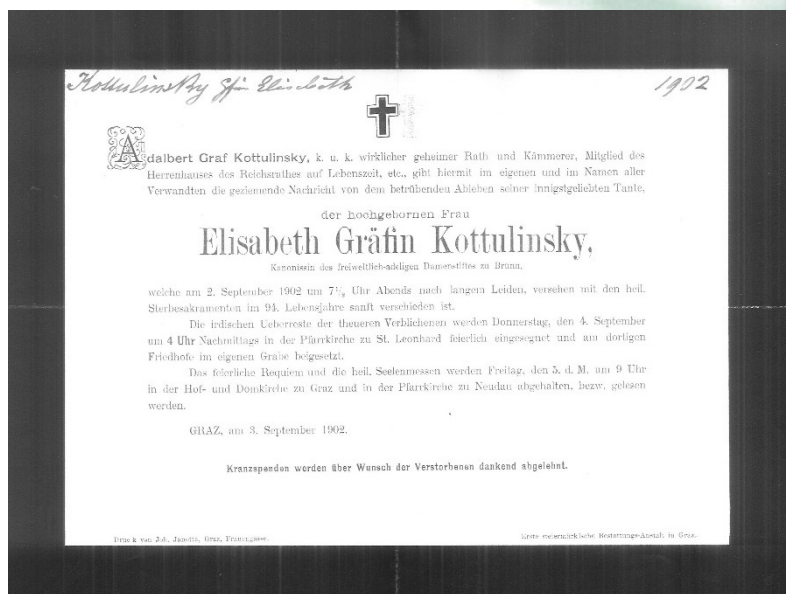 Kottulinsky Gfin Elisabeth 1902
Adalbert Graf Kottulinsky, k. u. k. wirklicher geheimer Rath und Kämmerer, Mitglied des
Herrenhauses des Reichsrathes auf Lebenszeit, etc., gibt hiermit im eigenen und im Namen aller
Verwandten die geziemende Nachricht von dem betrübenden Ableben seiner innigstgeliebten Tante,
der hochgebornen Frau
Elisabeth Gräfin Kottulinsky,
Kanonissin des freiweltlich-adeligen Damenstiftes zu Brünn,
welche am 2. September 1902 um 7½ Uhr Abends nach langem Leiden, versehen mit den heil.
Sterbesakramenten im 94. Lebensjahre sanft verschieden ist.
Die irdischen Ueberreste der theueren Verblichenen werden Donnerstag, den 4. September
um 4 Uhr Nachmittags in der Pfarrkirche zu St. Leonhard feierlich eingesegnet und am dortigen
Friedhofe im eigenen Grabe beigesetzt.
Das feierliche Requiem und die heil. Seelenmessen werden Freitag, den 5. d. M. um 9 Uhr
in der Hof- und Domkirche zu Graz und in der Pfarrkirche zu Neudau abgehalten, bezw. gelesen
werden.
GRAZ, am 3. September 1902.
Kranzspenden werden über Wunsch der Verstorbenen dankend abgelehnt.
Druck von Joh. Janotta, Graz, Frauengasse.
Erste steiermärkische Bestattungs-Anstalt in Graz.